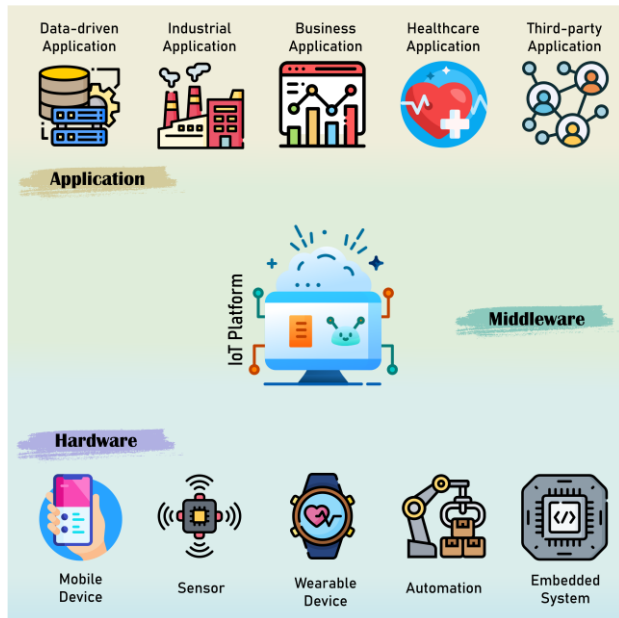 Data-driven
Application
Industrial
Application
Business
Application
Healthcare
Application
Third-party
Application
Application
IoT Platform
Middleware
Hardware
</>
Mobile
Device
Sensor
Wearable
Device
Automation
Embedded
System